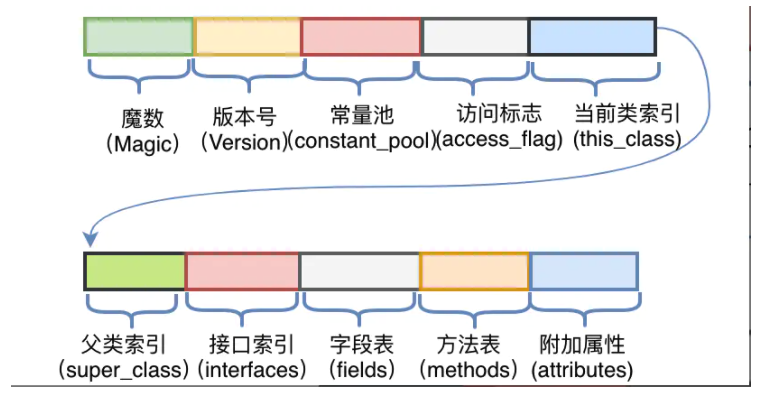 魔数 版本号 常量池 访问标志 当前类索引
(Magic) (Version) (constant_pool) (access_flag) (this_class)
父类索引 接口索引 字段表 方法表 附加属性
(super_class) (interfaces) (fields) (methods) (attributes)